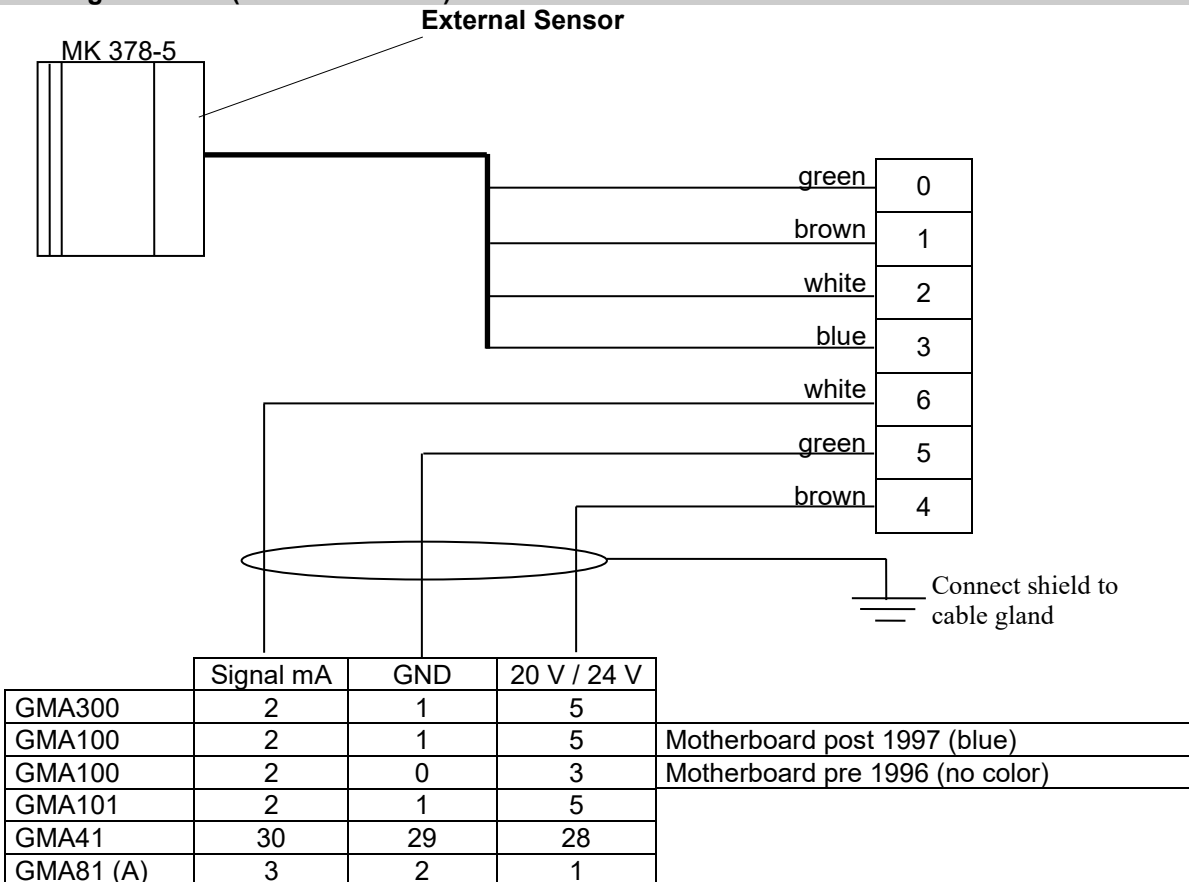 External Sensor
MK 378-5
green 0
brown 1
white 2
blue 3
white 6
green 5
brown 4
Connect shield to
cable gland
Signal mA GND 20 V / 24 V
GMA300 2 1 5
GMA100 2 1 5 Motherboard post 1997 (blue)
GMA100 2 0 3 Motherboard pre 1996 (no color)
GMA101 2 1 5
GMA41 30 29 28
GMA81 (A) 3 2 1